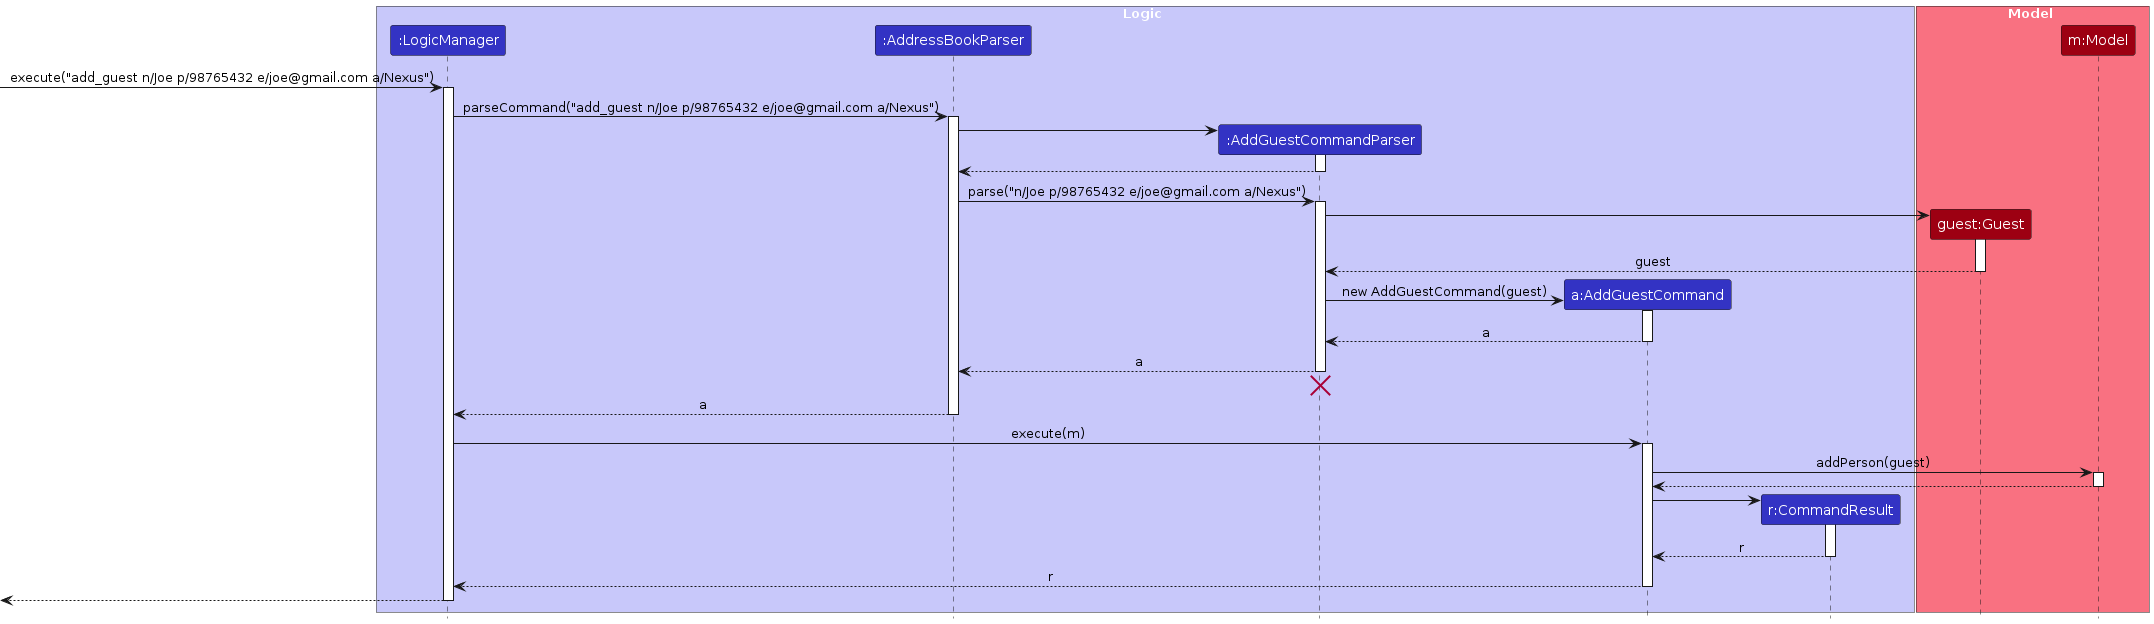 Logic
Model
:LogicManager
:AddressBookParser
m:Model
execute("add_guest n/Joe p/98765432 e/joe@gmail.com a/Nexus")
parseCommand("add_guest n/Joe p/98765432 e/joe@gmail.com a/Nexus")
:AddGuestCommandParser
parse("n/Joe p/98765432 e/joe@gmail.com a/Nexus")
guest:Guest
guest
new AddGuestCommand(guest)
a:AddGuestCommand
a
a
a
execute(m)
addPerson(guest)
r:CommandResult
r
r